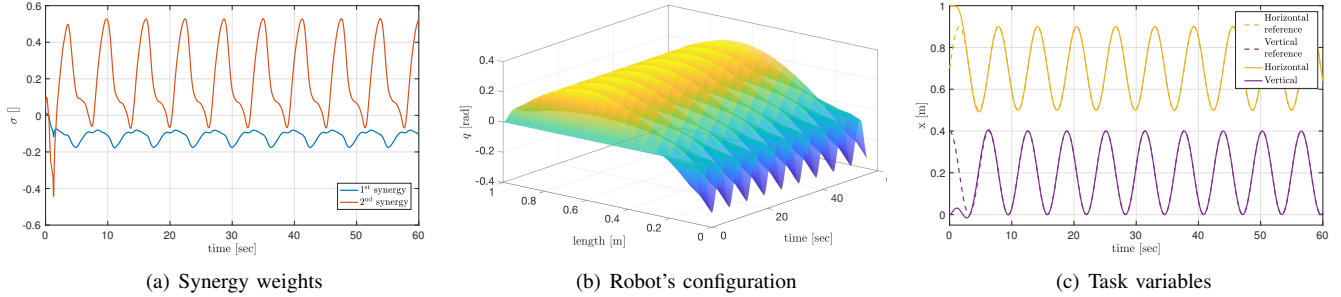 0.6
0.4
0.2
0
-0.2
-0.4
-0.6
σ []
0 10 20 30 40 50 60
time [sec]
1st synergy
2nd synergy
(a) Synergy weights
0.4
0.2
0
-0.2
-0.4
q [rad]
1 0.8 0.6 0.4 0.2 0
length [m]
0 20 40
time [sec]
(b) Robot's configuration
1
0.8
0.6
0.4
0.2
0
x [m]
0 10 20 30 40 50 60
time [sec]
Horizontal
reference
Vertical
reference
Horizontal
Vertical
(c) Task variables